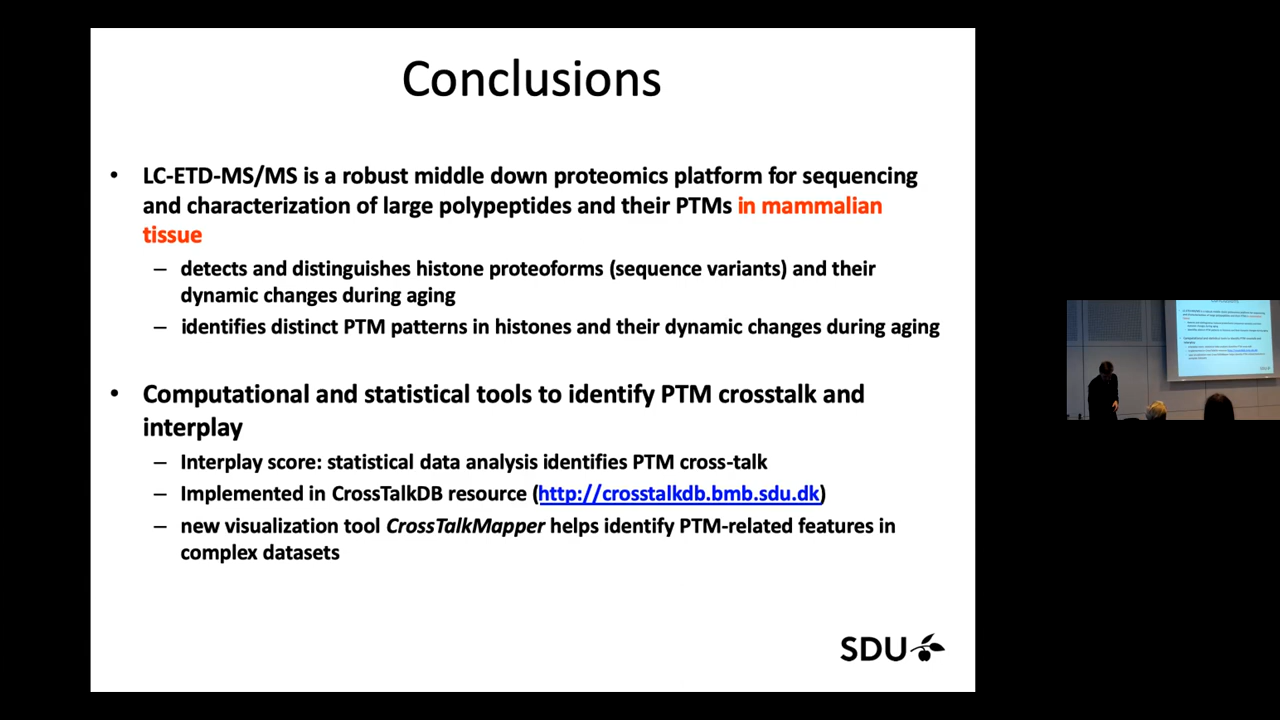 Conclusions
• LC-ETD-MS/MS is a robust middle down proteomics platform for sequencing
and characterization of large polypeptides and their PTMs in mammalian
tissue
– detects and distinguishes histone proteoforms (sequence variants) and their
dynamic changes during aging
– identifies distinct PTM patterns in histones and their dynamic changes during aging
• Computational and statistical tools to identify PTM crosstalk and
interplay
– Interplay score: statistical data analysis identifies PTM cross-talk
– Implemented in CrossTalkDB resource (http://crosstalkdb.bmb.sdu.dk)
– new visualization tool CrossTalkMapper helps identify PTM-related features in
complex datasets
SDU